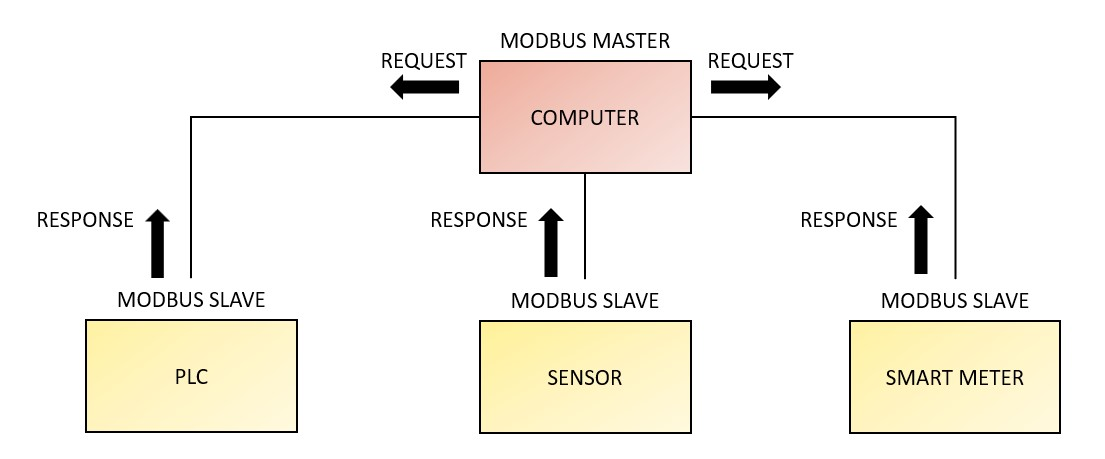 MODBUS MASTER
REQUEST
REQUEST
COMPUTER
RESPONSE
RESPONSE
RESPONSE
MODBUS SLAVE
MODBUS SLAVE
MODBUS SLAVE
PLC
SENSOR
SMART METER